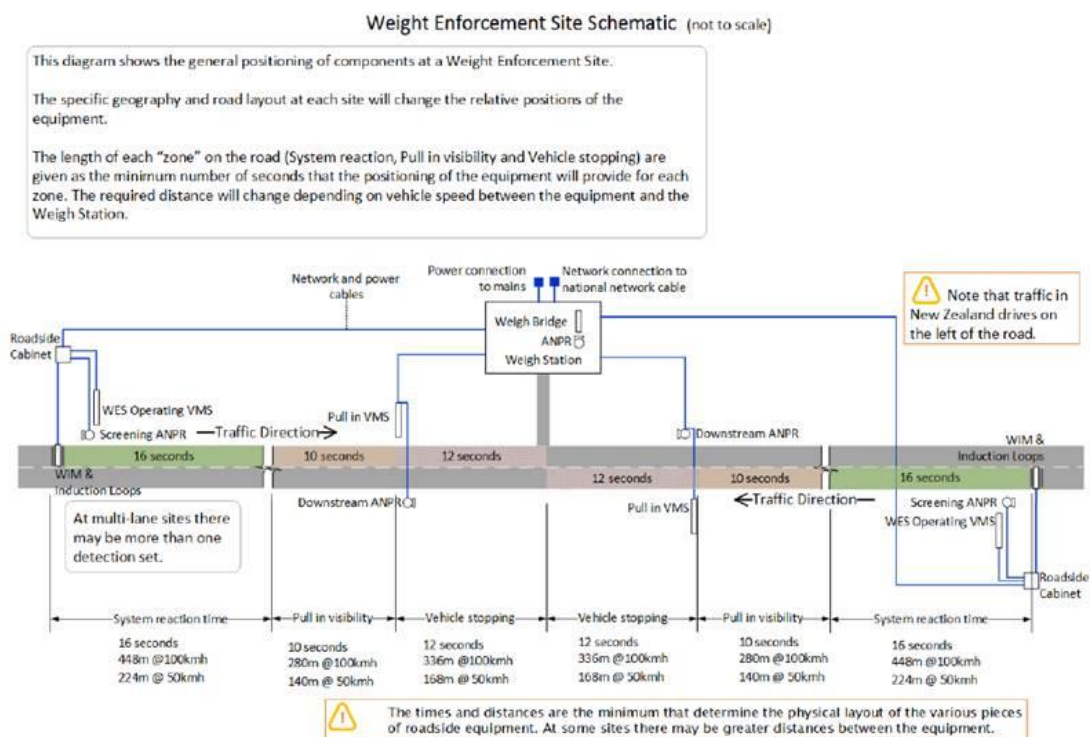 Weight Enforcement Site Schematic (not to scale)
This diagram shows the general positioning of components at a Weight Enforcement Site.
The specific geography and road layout at each site will change the relative positions of the
equipment.
The length of each "zone" on the road (System reaction, Pull in visibility and Vehicle stopping) are
given as the minimum number of seconds that the positioning of the equipment will provide for each
zone. The required distance will change depending on vehicle speed between the equipment and the
Weigh Station.
Network and power
cables
Power connection
to mains
Network connection to
national network cable
! Note that traffic in
New Zealand drives on
the left of the road.
Roadside
Cabinet
Weigh Bridge
ANPR
Weigh Station
WES Operating VMS
Screening ANPR
Traffic Direction
Pull in VMS
Downstream ANPR
WIM &
Induction Loops
16 seconds
10 seconds
12 seconds
12 seconds
10 seconds
16 seconds
WIM &
Induction Loops
Downstream ANPR
Pull in VMS
Traffic Direction
Screening ANPR
WES Operating VMS
At multi-lane sites there
may be more than one
detection set.
Roadside
Cabinet
System reaction time
Pull in visibility
Vehicle stopping
Vehicle stopping
Pull in visibility
System reaction time
16 seconds
448m @100kmh
224m @ 50kmh
10 seconds
280m @100kmh
140m @ 50kmh
12 seconds
336m @100kmh
168m @ 50kmh
12 seconds
336m @100kmh
168m @ 50kmh
10 seconds
280m @100kmh
140m @ 50kmh
16 seconds
448m @100kmh
224m @ 50kmh
! The times and distances are the minimum that determine the physical layout of the various pieces
of roadside equipment. At some sites there may be greater distances between the equipment.